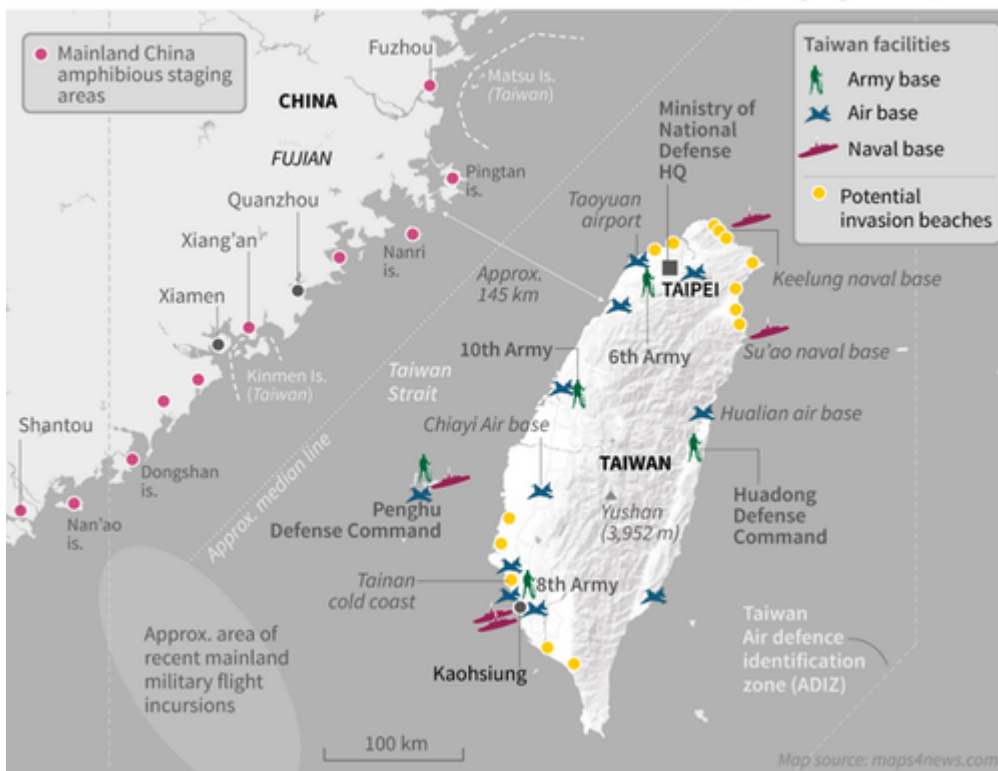 Mainland China
amphibious staging
areas
Fuzhou
Matsu Is.
(Taiwan)
CHINA
FUJIAN
Pingtan
is.
Quanzhou
Xiang'an
Nanri
is.
Xiamen
Kinmen Is.
(Taiwan)
Shantou
Dongshan
is.
Nan'ao
is.
Approx.
145 km
Taiwan
Strait
Approx. median line
Taiwan facilities
Army base
Air base
Naval base
Potential
invasion beaches
Ministry of
National
Defense
HQ
Taoyuan
airport
TAIPEI
Keelung naval base
Su'ao naval base
10th Army
6th Army
Chiayi Air base
Hualian air base
TAIWAN
Yushan
(3,952 m)
Huadong
Defense
Command
Penghu
Defense Command
Tainan
cold coast
8th Army
Kaohsiung
Approx. area of
recent mainland
military flight
incursions
Taiwan
Air defence
identification
zone (ADIZ)
100 km
Map source: maps4news.com